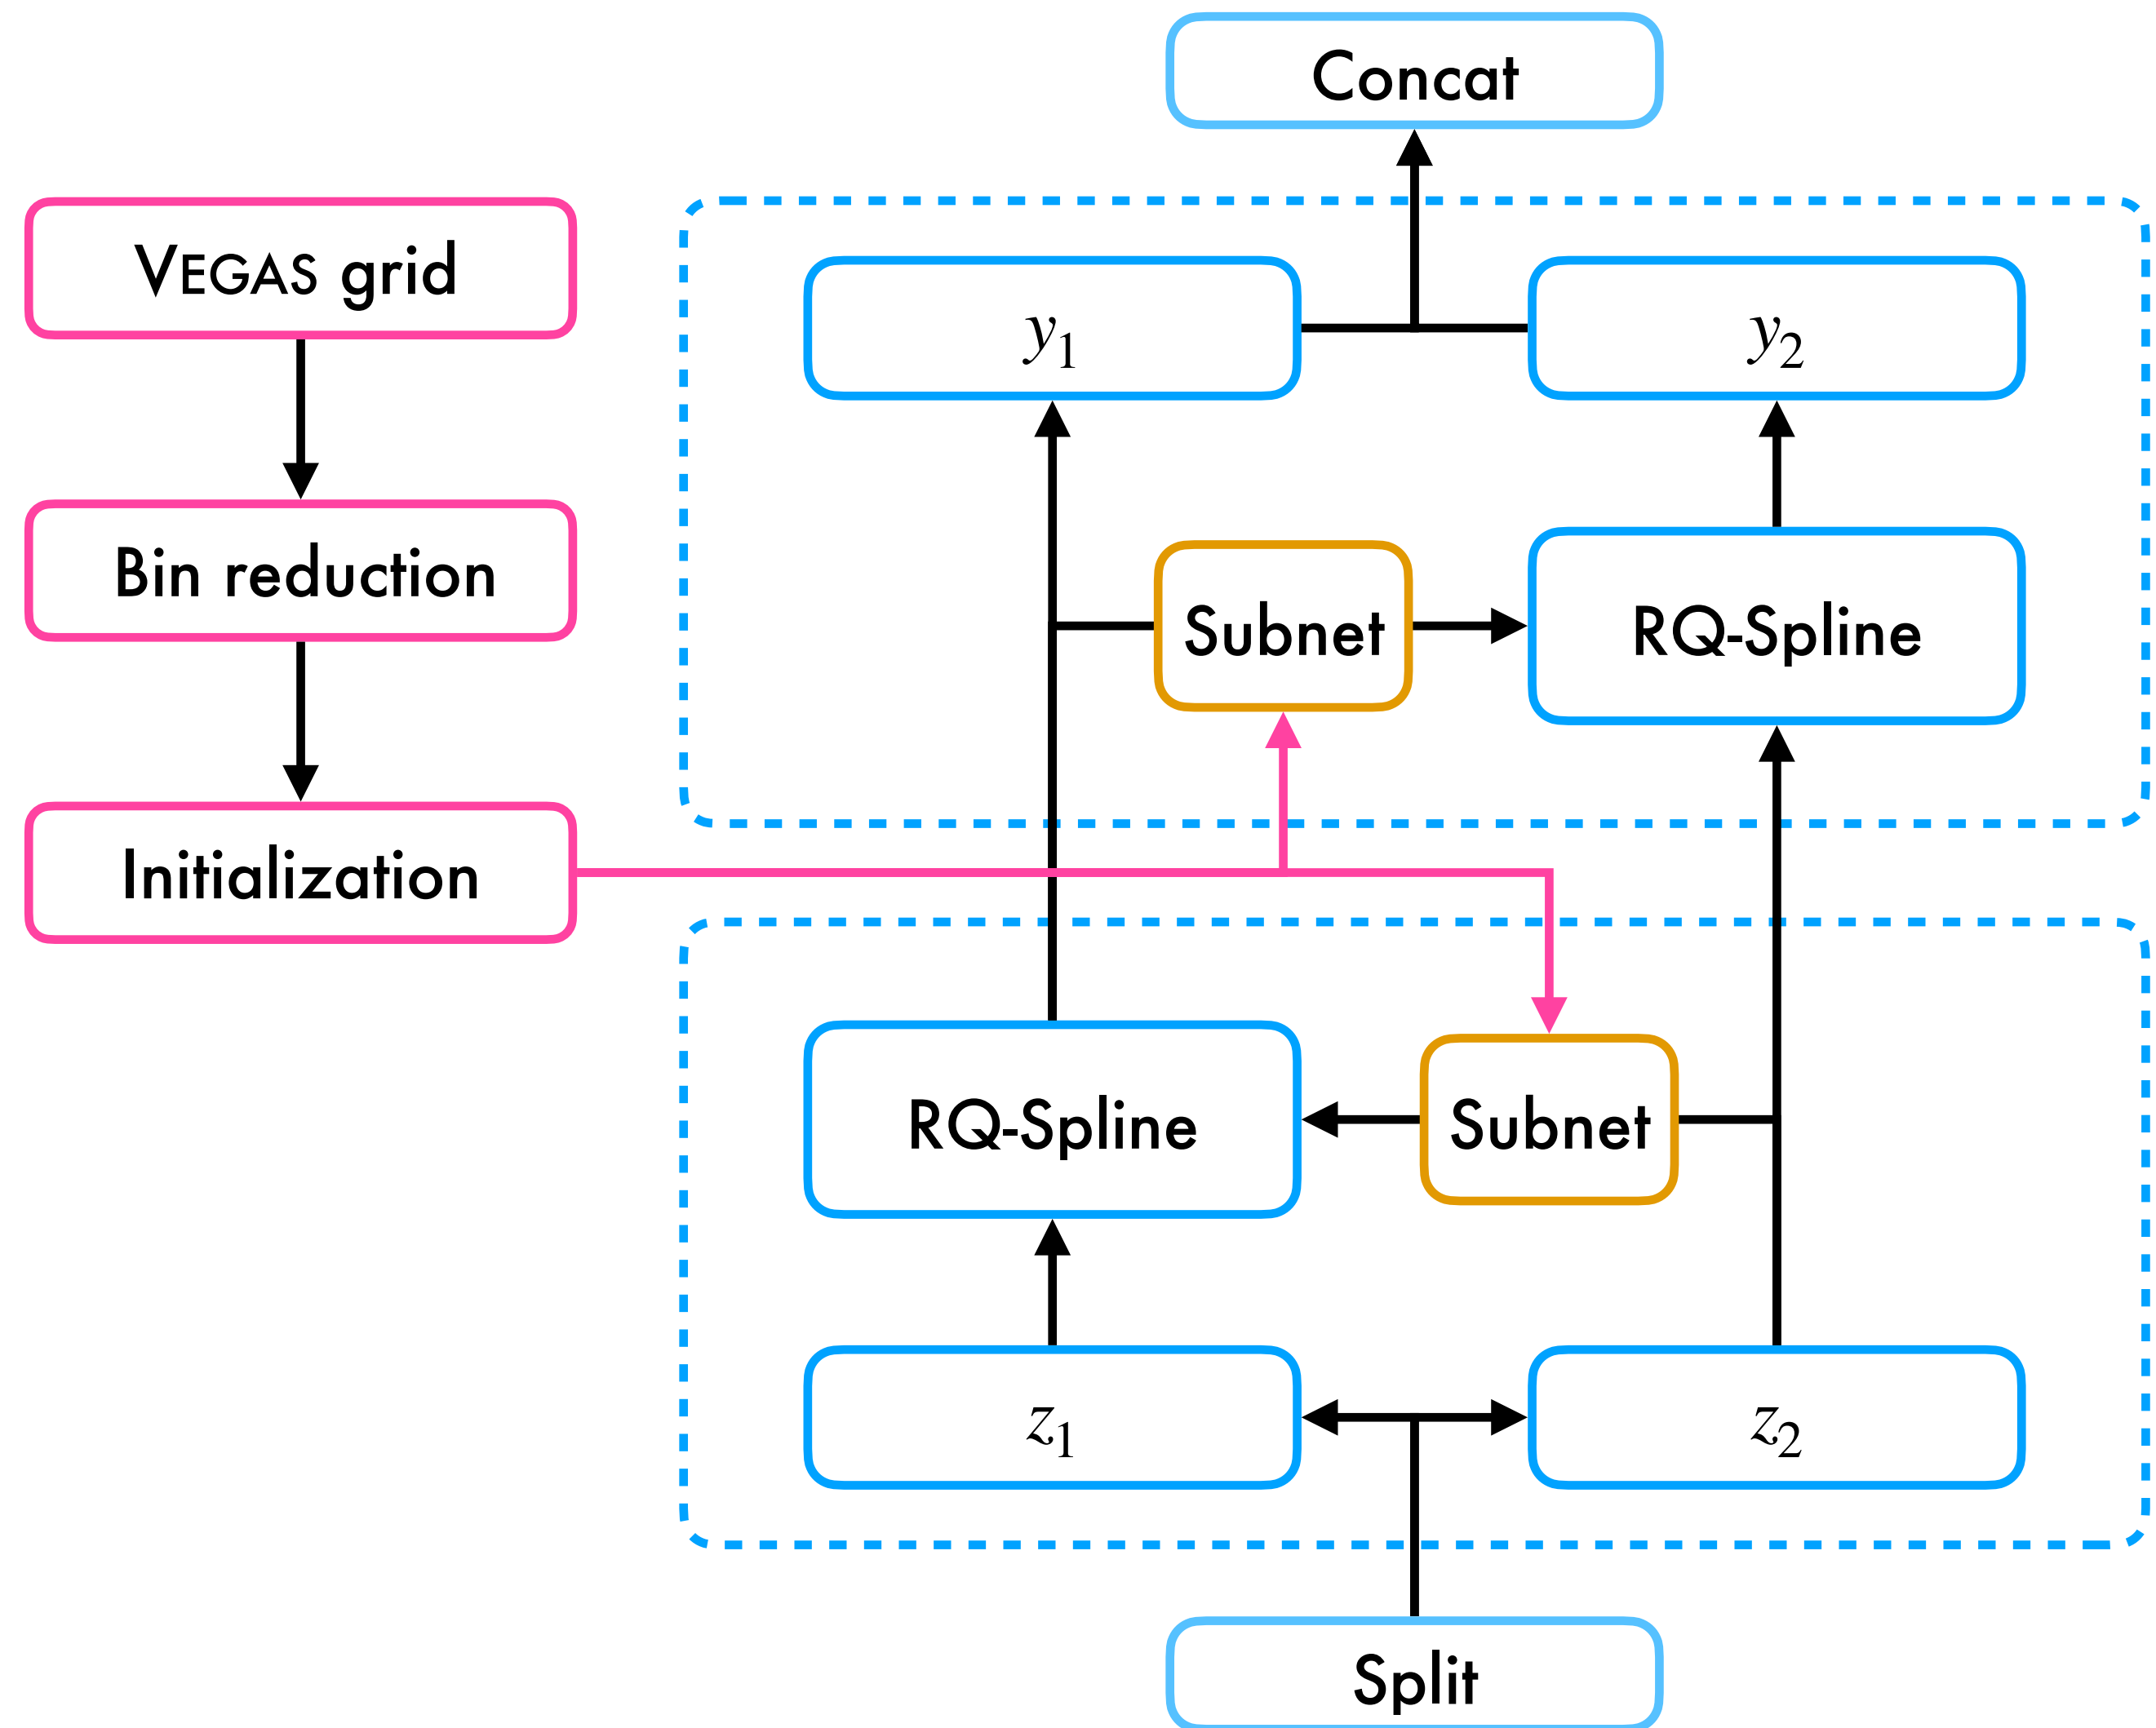 Concat
VEGAS grid
y1
y2
Bin reduction
Subnet
RQ-Spline
Initialization
RQ-Spline
Subnet
z1
z2
Split